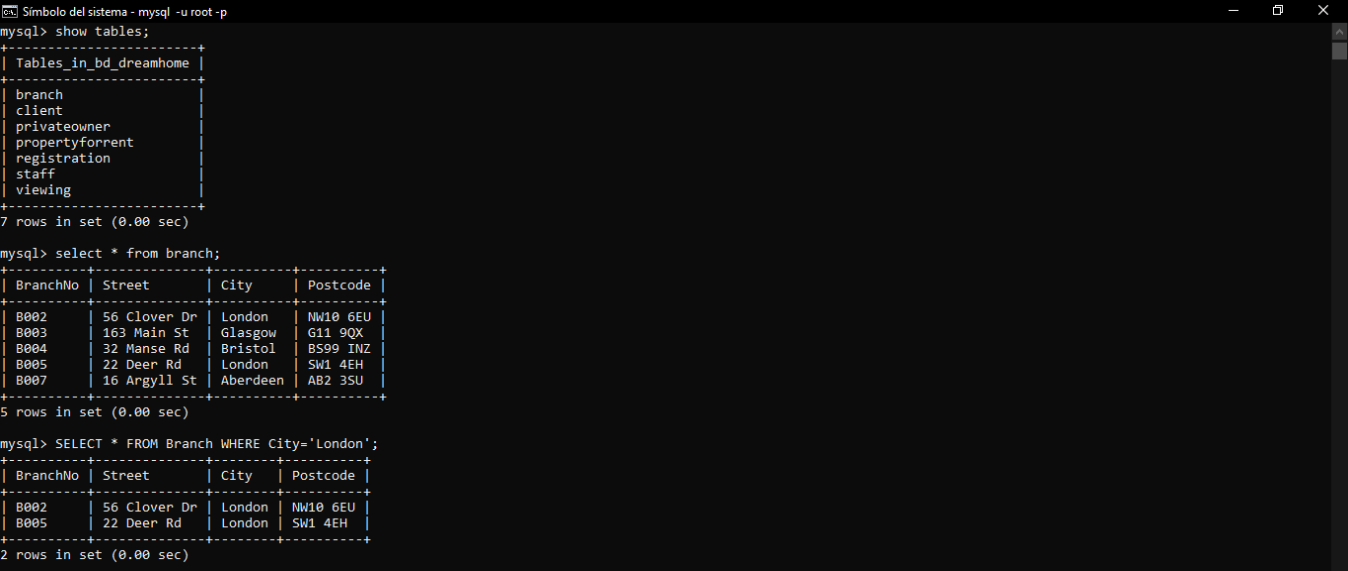 Símbolo del sistema - mysql -u root -p
mysql> show tables;
+------------------------+
| Tables_in_bd_dreamhome |
+------------------------+
| branch                 |
| client                 |
| privateowner           |
| propertyforrent        |
| registration           |
| staff                  |
| viewing                |
+------------------------+
7 rows in set (0.00 sec)
mysql> select * from branch;
+----------+--------------+----------+----------+
| BranchNo | Street       | City     | Postcode |
+----------+--------------+----------+----------+
| B002     | 56 Clover Dr | London   | NW10 6EU |
| B003     | 163 Main St  | Glasgow  | G11 9QX  |
| B004     | 32 Manse Rd  | Bristol  | BS99 INZ |
| B005     | 22 Deer Rd   | London   | SW1 4EH  |
| B007     | 16 Argyll St | Aberdeen | AB2 3SU  |
+----------+--------------+----------+----------+
5 rows in set (0.00 sec)
mysql> SELECT * FROM Branch WHERE City='London';
+----------+--------------+--------+----------+
| BranchNo | Street       | City   | Postcode |
+----------+--------------+--------+----------+
| B002     | 56 Clover Dr | London | NW10 6EU |
| B005     | 22 Deer Rd   | London | SW1 4EH  |
+----------+--------------+--------+----------+
2 rows in set (0.00 sec)